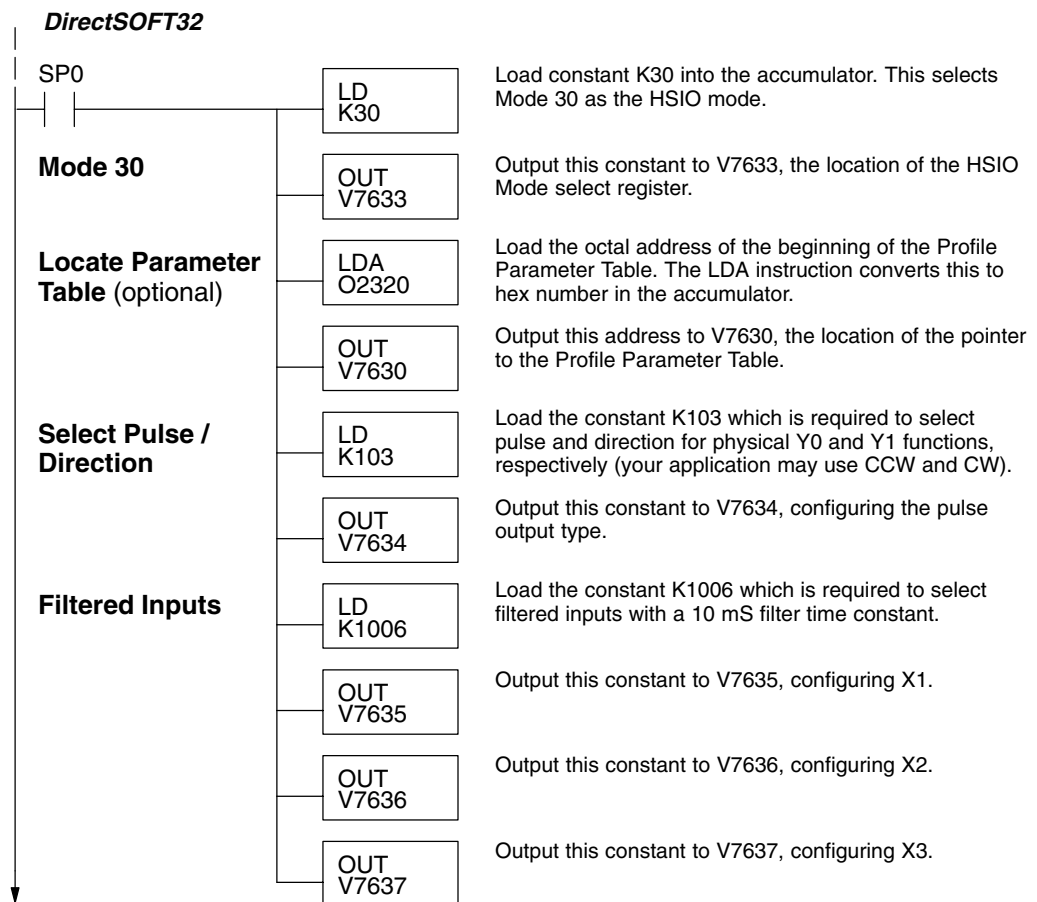 DirectSOFT32
SP0
LD
K30
Load constant K30 into the accumulator. This selects
Mode 30 as the HSIO mode.
Mode 30
OUT
V7633
Output this constant to V7633, the location of the HSIO
Mode select register.
Locate Parameter
Table (optional)
LDA
O2320
Load the octal address of the beginning of the Profile
Parameter Table. The LDA instruction converts this to
hex number in the accumulator.
OUT
V7630
Output this address to V7630, the location of the pointer
to the Profile Parameter Table.
Select Pulse /
Direction
LD
K103
Load the constant K103 which is required to select
pulse and direction for physical Y0 and Y1 functions,
respectively (your application may use CCW and CW).
OUT
V7634
Output this constant to V7634, configuring the pulse
output type.
Filtered Inputs
LD
K1006
Load the constant K1006 which is required to select
filtered inputs with a 10 mS filter time constant.
OUT
V7635
Output this constant to V7635, configuring X1.
OUT
V7636
Output this constant to V7636, configuring X2.
OUT
V7637
Output this constant to V7637, configuring X3.